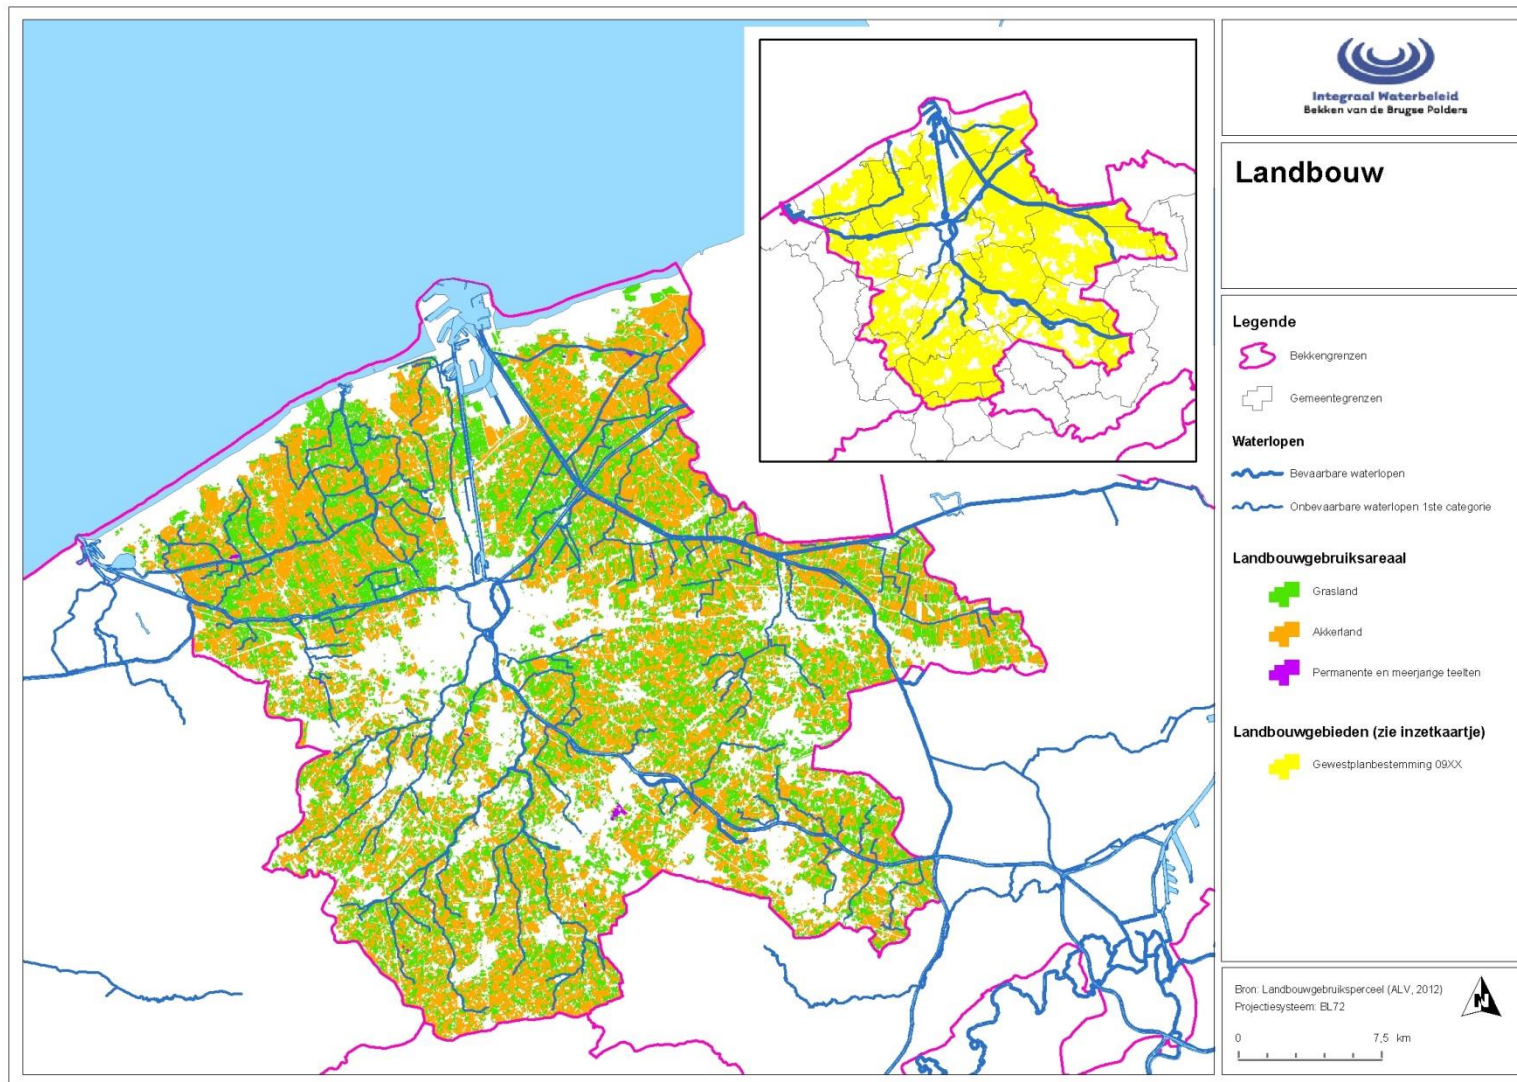 Integraal Waterbeleid
Bekken van de Brugse Polders
Landbouw
Legende
Bekkengrenzen
Gemeentegrenzen
Waterlopen
Bevaarbare waterlopen
Onbevaarbare waterlopen 1ste categorie
Landbouwgebruiksareaal
Grasland
Akkerland
Permanente en meerjarige teelten
Landbouwgebieden (zie inzetkaartje)
Gewestplanbestemming 09XX
Bron: Landbouwgebruiksperceel (ALV, 2012)
Projectiesysteem: BL72
N
0 7,5 km